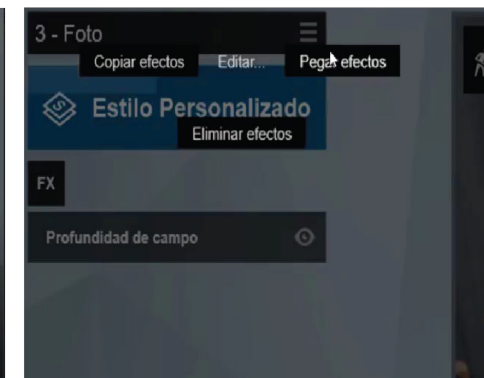 3 - Foto
Copiar efectos Editar... Pegar efectos
Estilo Personalizado
Eliminar efectos
FX
Profundidad de campo